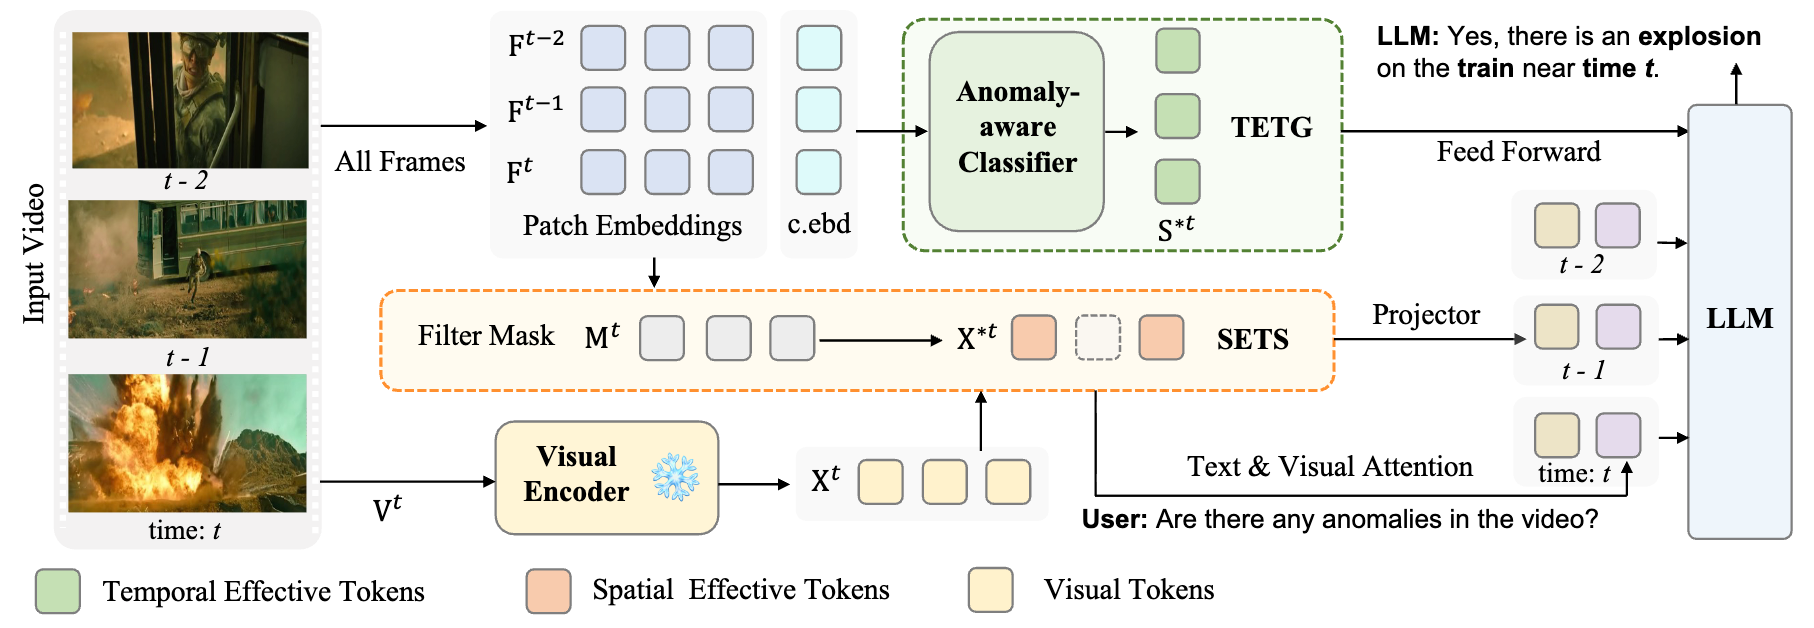 Input Video
t - 2
t - 1
time: t
All Frames
V^t
F^{t-2}
F^{t-1}
F^t
Patch Embeddings
c.ebd
Anomaly-
aware
Classifier
S^{*t}
TETG
Feed Forward
LLM: Yes, there is an explosion
on the train near time t.
Filter Mask M^t
X^{*t}
SETS
Projector
t - 2
t - 1
time: t
LLM
Visual
Encoder
X^t
Text & Visual Attention
User: Are there any anomalies in the video?
Temporal Effective Tokens
Spatial Effective Tokens
Visual Tokens